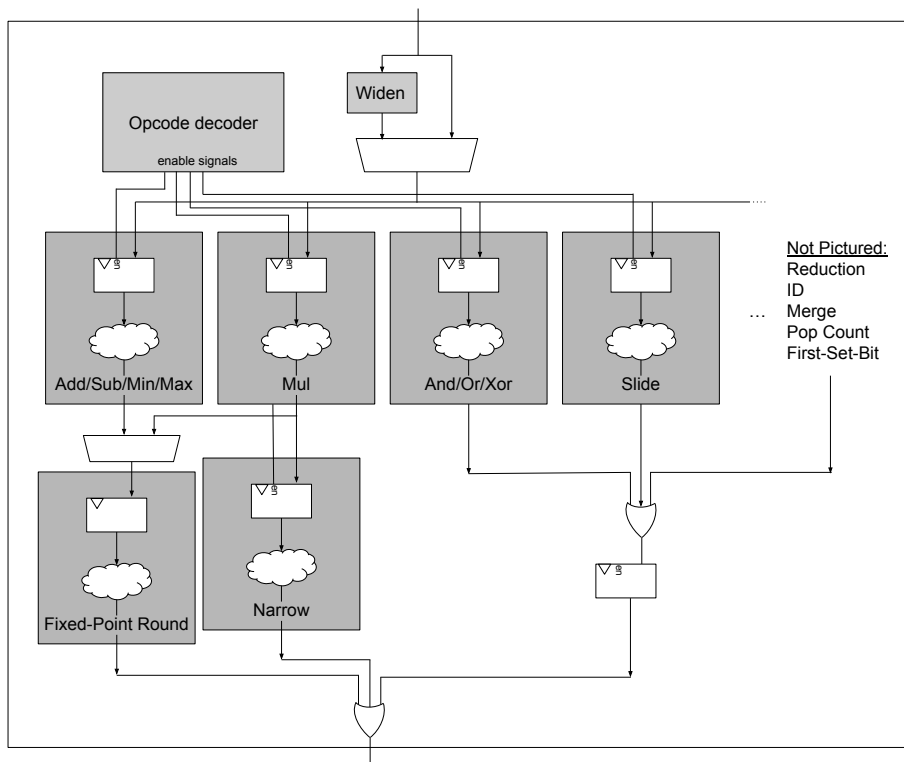 Widen
Opcode decoder
enable signals
en
en
en
en
Not Pictured:
Reduction
ID
Merge
Pop Count
First-Set-Bit
...
Add/Sub/Min/Max
Mul
And/Or/Xor
Slide
en
en
Fixed-Point Round
Narrow